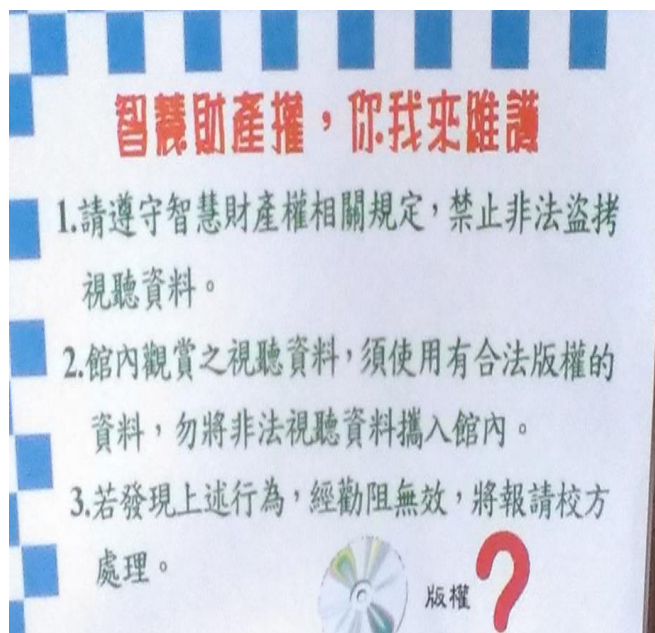 智慧財產權，你我來維護
1.請遵守智慧財產權相關規定，禁止非法盜拷
視聽資料。
2.館內觀賞之視聽資料，須使用有合法版權的
資料，勿將非法視聽資料攜入館內。
3.若發現上述行為，經勸阻無效，將報請校方
處理。
版權?